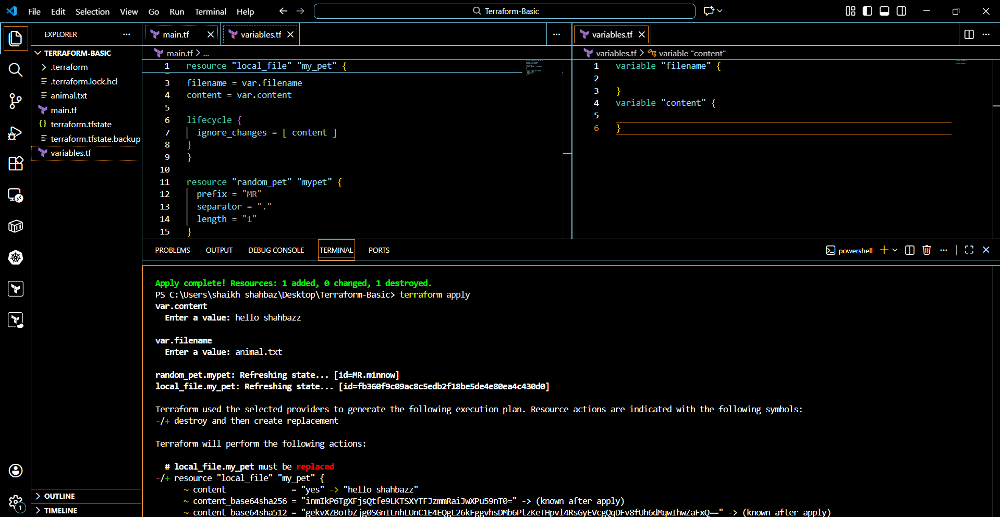 File Edit Selection View Go Run Terminal Help
Terraform-Basic
EXPLORER
TERRAFORM-BASIC
.terraform
.terraform.lock.hcl
animal.txt
main.tf
terraform.tfstate
terraform.tfstate.backup
variables.tf
OUTLINE
TIMELINE
1
main.tf variables.tf
main.tf > ...
1 resource "local_file" "my_pet" {
3 filename = var.filename
4 content = var.content
5
6 lifecycle {
7 ignore_changes = [ content ]
8 }
9 }
10
11 resource "random_pet" "mypet" {
12 prefix = "MR"
13 separator = "."
14 length = "1"
15 }
variables.tf
variables.tf > variable "content"
1 variable "filename" {
2
3 }
4 variable "content" {
5
6 }
PROBLEMS OUTPUT DEBUG CONSOLE TERMINAL PORTS
powershell
Apply complete! Resources: 1 added, 0 changed, 1 destroyed.
PS C:\Users\shaikh shahbaz\Desktop\Terraform-Basic> terraform apply
var.content
Enter a value: hello shahbazz
var.filename
Enter a value: animal.txt
random_pet.mypet: Refreshing state... [id=MR.minnow]
local_file.my_pet: Refreshing state... [id=fb360f9c09ac8c5edb2f18be5de4e80ea4c430d0]
Terraform used the selected providers to generate the following execution plan. Resource actions are indicated with the following symbols:
-/+ destroy and then create replacement
Terraform will perform the following actions:
# local_file.my_pet must be replaced
-/+ resource "local_file" "my_pet" {
~ content = "yes" -> "hello shahbazz"
~ content_base64sha256 = "inmIkP6TgXFjsQtfe9LKTSXYTFJzmmRaiJwXPu59nT0=" -> (known after apply)
~ content_base64sha512 = "gekvXZBoTbZjg0SGnILnhLUnC1E4EQgL26kFggvhsDMb6PtzKeTHpvl4RsGyEVcgQqDFv8fUh6dMqwIhwZaFxQ==" -> (known after apply)